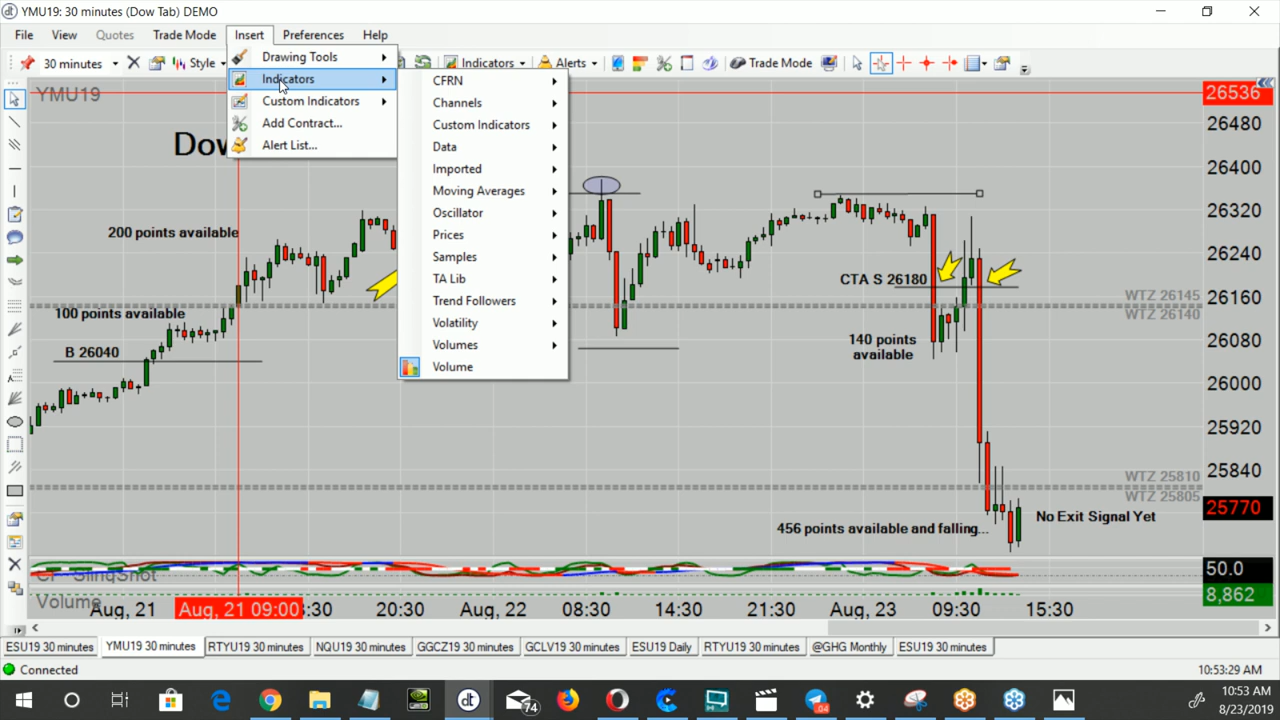 YMU19: 30 minutes (Dow Tab) DEMO
File View Quotes Trade Mode Insert Preferences Help
30 minutes Style Indicators Alerts Trade Mode
Drawing Tools
Indicators
Custom Indicators
Add Contract...
Alert List...
CFRN
Channels
Custom Indicators
Data
Imported
Moving Averages
Oscillator
Prices
Samples
TA Lib
Trend Followers
Volatility
Volumes
Volume
YMU19
Dow
200 points available
100 points available
B 26040
CTA S 26180
140 points
available
WTZ 26145
WTZ 26140
WTZ 25810
WTZ 25805
No Exit Signal Yet
456 points available and falling...
26536
26480
26400
26320
26240
26160
26080
26000
25920
25840
25770
50.0
8,862
CF SlingShot
Volume
Aug, 21 Aug, 21 09:00 :30 20:30 Aug, 22 08:30 14:30 21:30 Aug, 23 09:30 15:30
ESU19 30 minutes YMU19 30 minutes RTYU19 30 minutes NQU19 30 minutes GGCZ19 30 minutes GCLV19 30 minutes ESU19 Daily RTYU19 30 minutes @GHG Monthly ESU19 30 minutes
Connected 10:53:29 AM
74
04
10:53 AM
8/23/2019